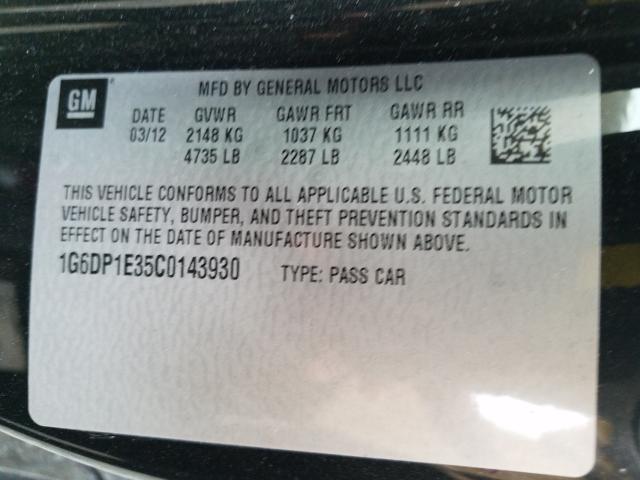 GM
MFD BY GENERAL MOTORS LLC
DATE GVWR GAWR FRT GAWR RR
03/12 2148 KG 1037 KG 1111 KG
4735 LB 2287 LB 2448 LB
THIS VEHICLE CONFORMS TO ALL APPLICABLE U.S. FEDERAL MOTOR
VEHICLE SAFETY, BUMPER, AND THEFT PREVENTION STANDARDS IN
EFFECT ON THE DATE OF MANUFACTURE SHOWN ABOVE.
1G6DP1E35C0143930 TYPE: PASS CAR